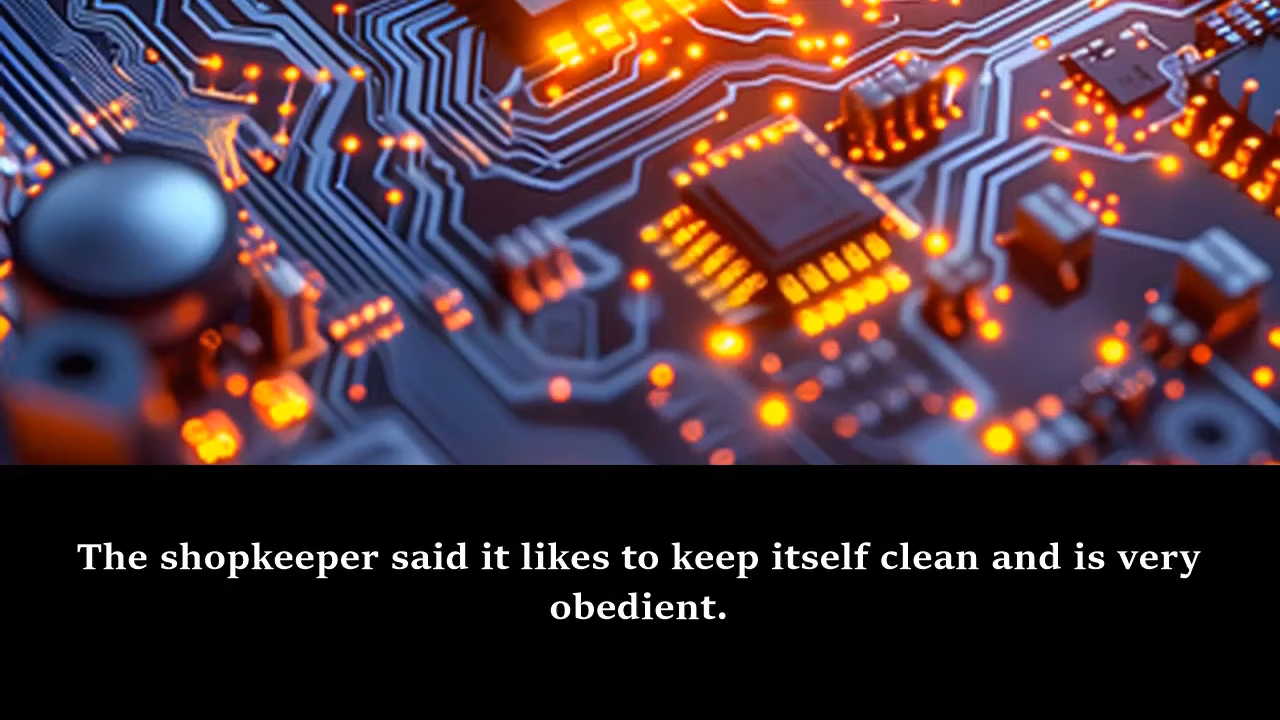 The shopkeeper said it likes to keep itself clean and is very
obedient.